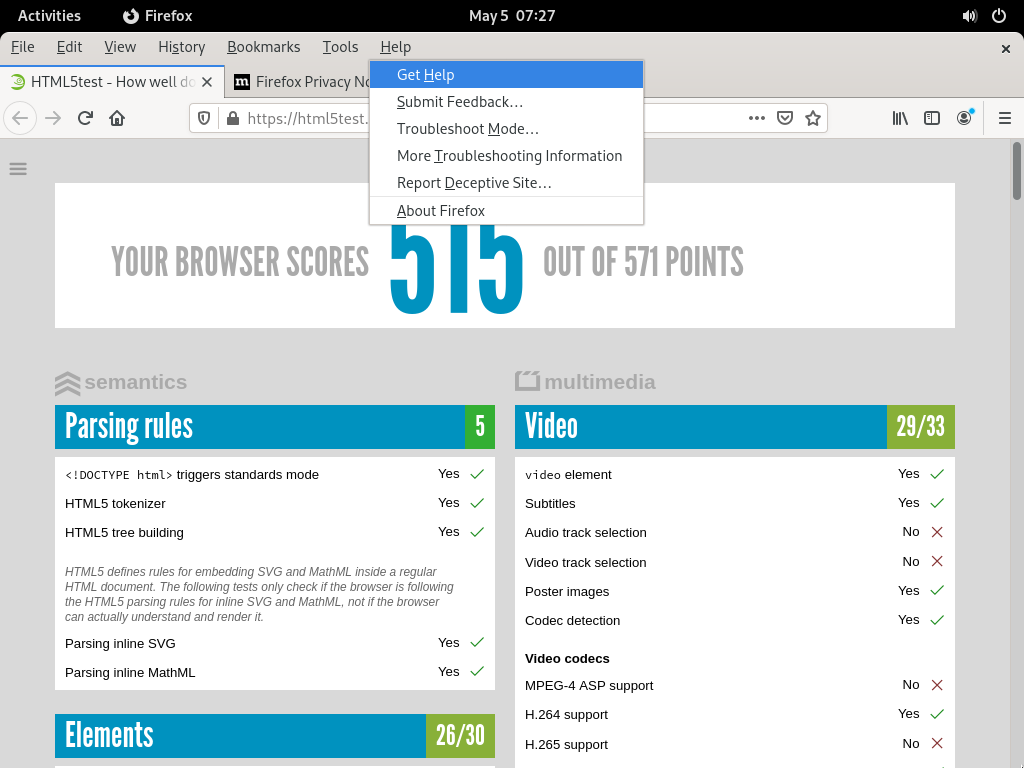 Activities Firefox May 5 07:27
File Edit View History Bookmarks Tools Help
HTML5test - How well do
Firefox Privacy No
https://html5test.
Get Help
Submit Feedback…
Troubleshoot Mode…
More Troubleshooting Information
Report Deceptive Site…
About Firefox
YOUR BROWSER SCORES 515 OUT OF 571 POINTS
semantics
Parsing rules 5
<!DOCTYPE html> triggers standards mode Yes
HTML5 tokenizer Yes
HTML5 tree building Yes
HTML5 defines rules for embedding SVG and MathML inside a regular
HTML document. The following tests only check if the browser is following
the HTML5 parsing rules for inline SVG and MathML, not if the browser
can actually understand and render it.
Parsing inline SVG Yes
Parsing inline MathML Yes
Elements 26/30
multimedia
Video 29/33
video element Yes
Subtitles Yes
Audio track selection No
Video track selection No
Poster images Yes
Codec detection Yes
Video codecs
MPEG-4 ASP support No
H.264 support Yes
H.265 support No